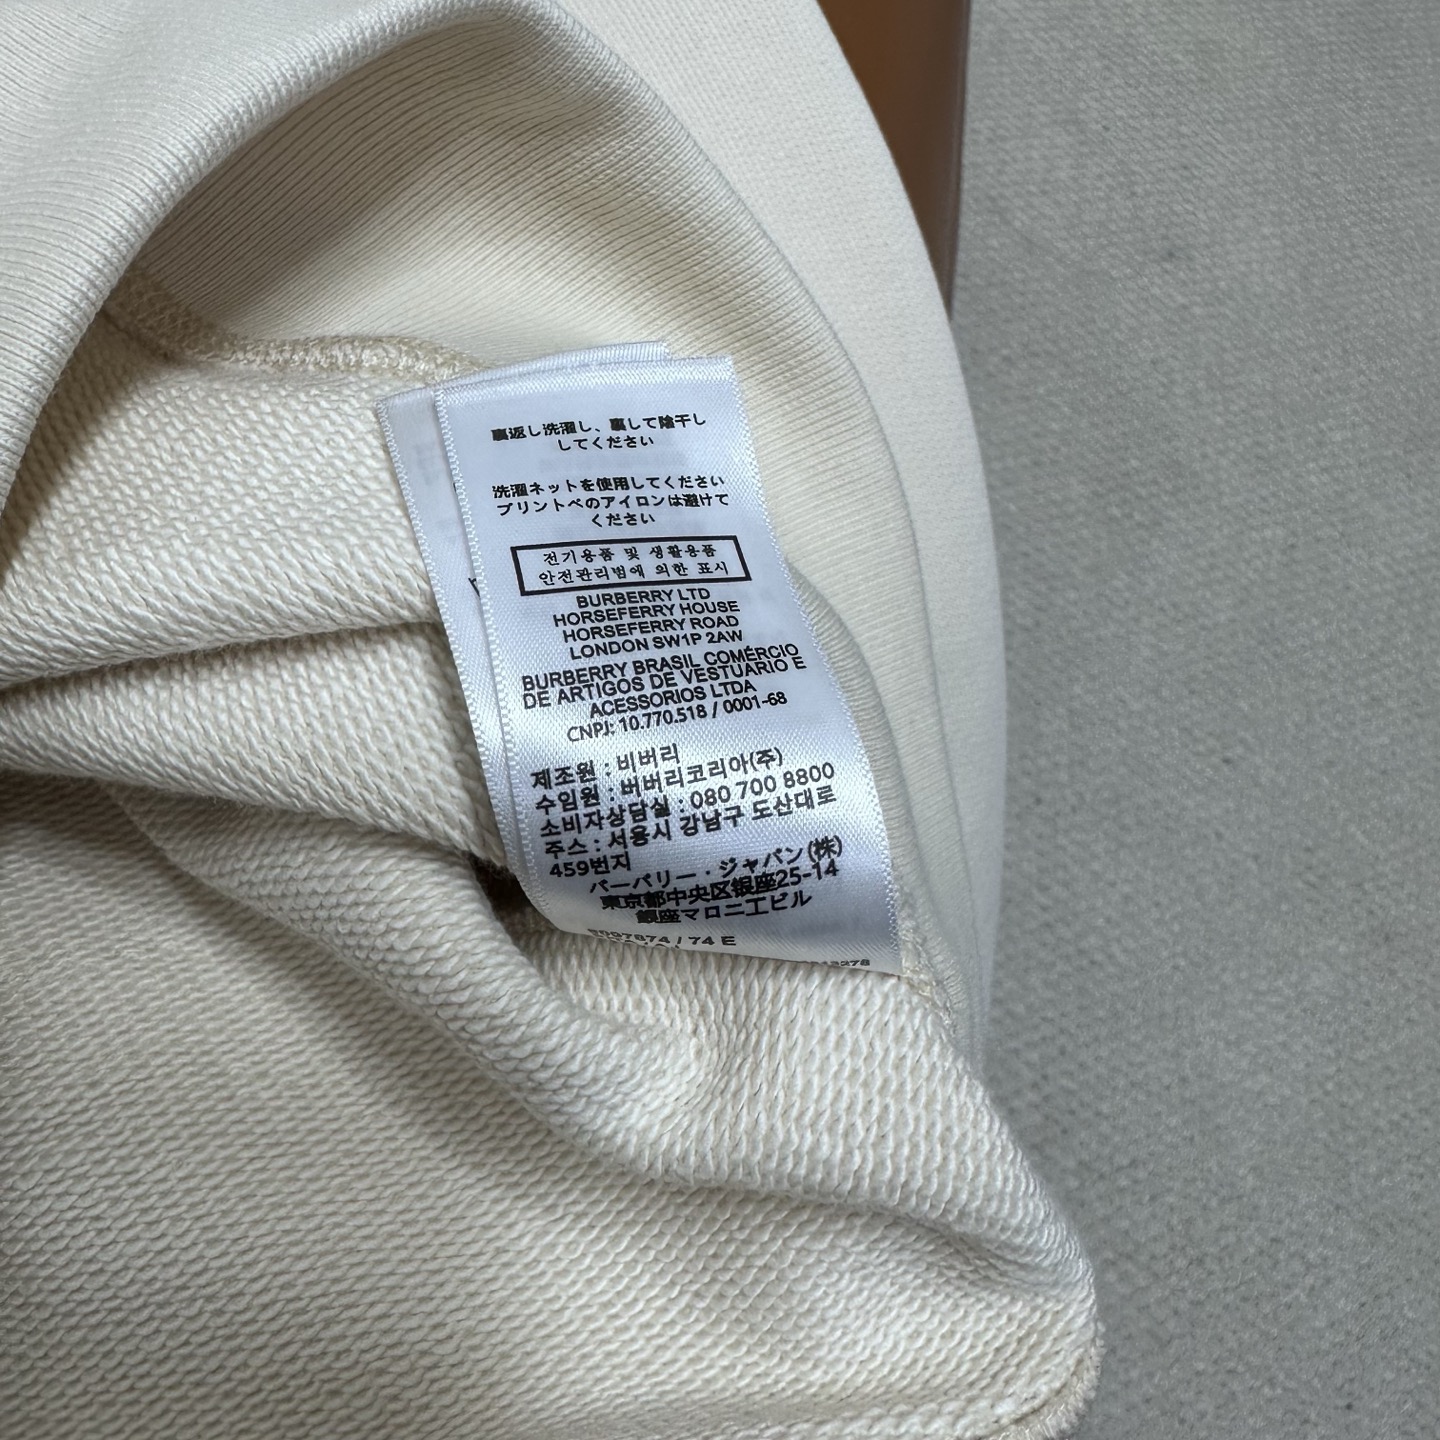 裏返し洗濯し、裏して陰干し
してください
洗濯ネットを使用してください
プリントペのアイロンは避けて
ください
전기용품 및 생활용품
안전관리법에 의한 표시
BURBERRY LTD
HORSEFERRY HOUSE
HORSEFERRY ROAD
LONDON SW1P 2AW
BURBERRY BRASIL COMÉRCIO
DE ARTIGOS DE VESTUARIO E
ACESSORIOS LTDA
CNPJ: 10.770.518 / 0001-68
제조원 : 비버리
수임원 : 버버리코리아(주)
소비자상담실 : 080 700 8800
주스 : 서용시 강남구 도산대로
459번지
バーバリー・ジャパン(株)
東京都中央区银座25-14
銀座マロニエビル
/ 74 E